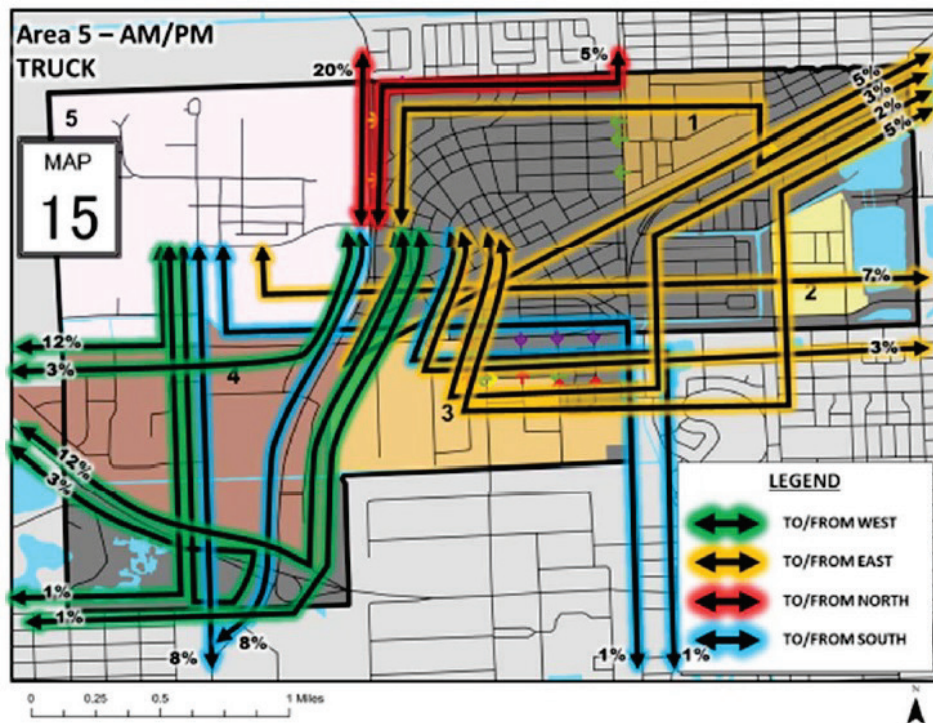 Area 5 – AM/PM
TRUCK
20%
5%
5%
3%
2%
5%
5
1
MAP
15
7%
2
12%
3%
3%
4
3
12%
3%
LEGEND
TO/FROM WEST
TO/FROM EAST
TO/FROM NORTH
TO/FROM SOUTH
1%
1%
8%
8%
1%
1%
0 0.25 0.5 1 Miles
N